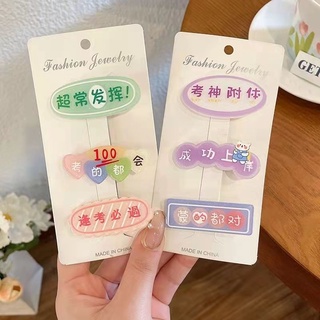 Fashion Jewelry
超常发挥!
100
考的都会
逢考必过
MADE IN CHINA
Fashion Jewelry
考神附体
成功上岸
蒙的都对
MADE IN CHINA
GET